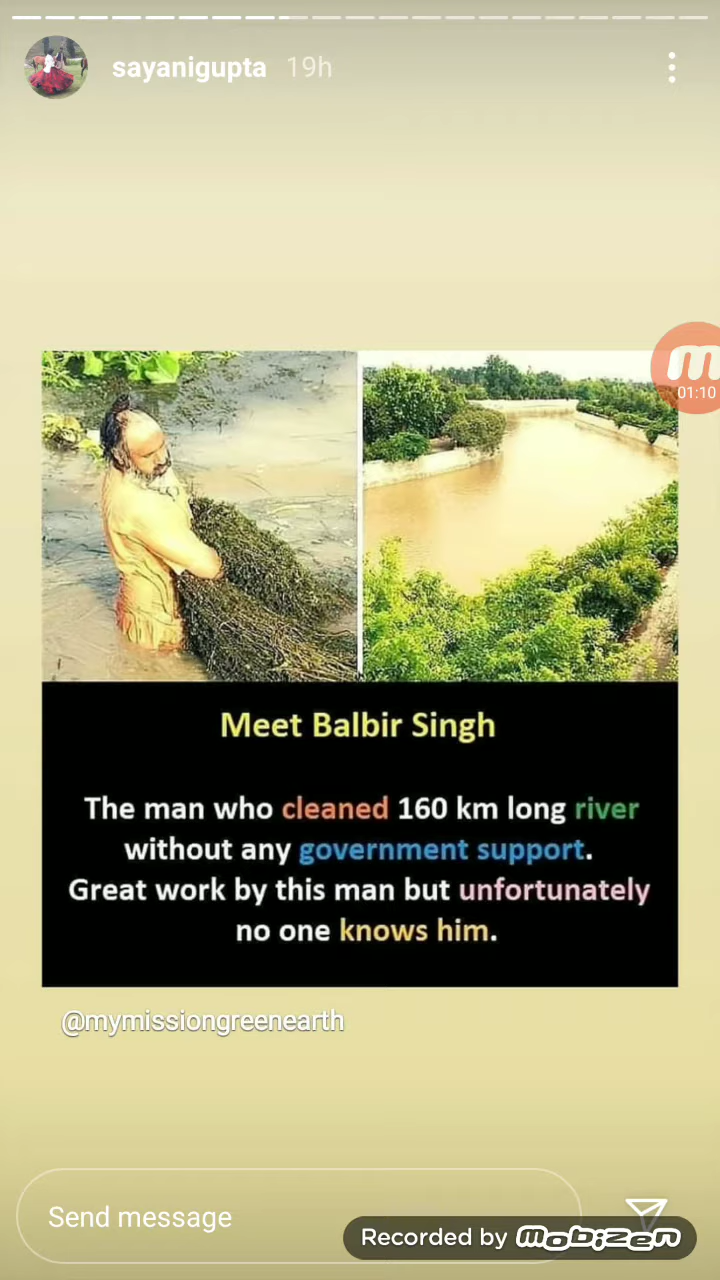 sayanigupta 19h
m
01:10
Meet Balbir Singh
The man who cleaned 160 km long river
without any government support.
Great work by this man but unfortunately
no one knows him.
@mymissiongreenearth
Send message
Recorded by mobizen